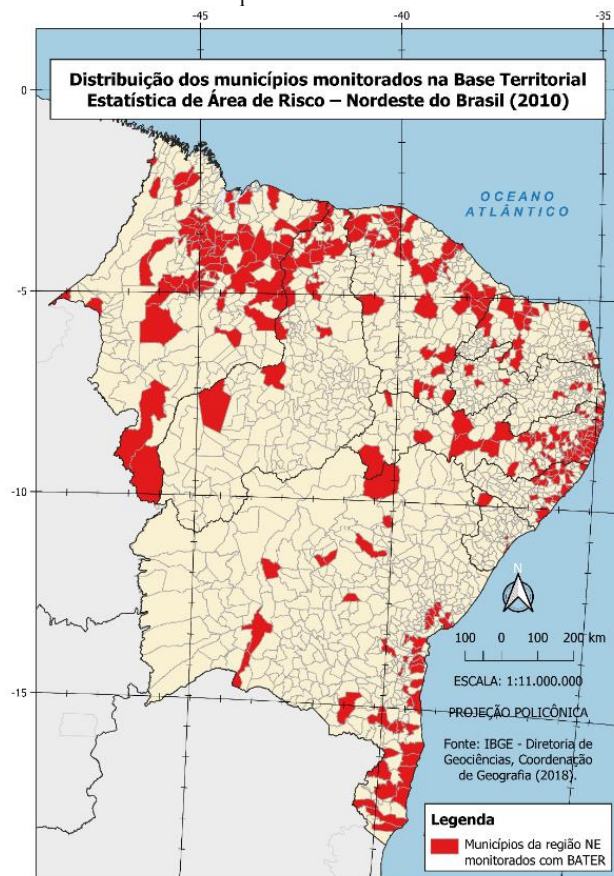 -45 -40 -35
Distribuição dos municípios monitorados na Base Territorial
Estatística de Área de Risco – Nordeste do Brasil (2010)
0
OCEANO
ATLÂNTICO
-5
-10
N
100 0 100 200 km
ESCALA: 1:11.000.000
-15
PROJEÇÃO POLICÔNICA
Fonte: IBGE - Diretoria de
Geociências, Coordenação
de Geografia (2018).
Legenda
Municípios da região NE
monitorados com BATER
-45 -40